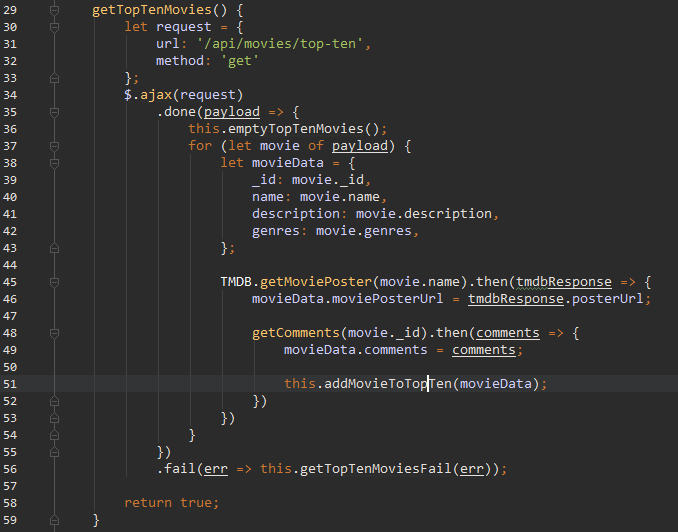 29 getTopTenMovies() {
30 let request = {
31 url: '/api/movies/top-ten',
32 method: 'get'
33 };
34 $.ajax(request)
35 .done(payload => {
36 this.emptyTopTenMovies();
37 for (let movie of payload) {
38 let movieData = {
39 _id: movie._id,
40 name: movie.name,
41 description: movie.description,
42 genres: movie.genres,
43 };
44
45 TMDB.getMoviePoster(movie.name).then(tmdbResponse => {
46 movieData.moviePosterUrl = tmdbResponse.posterUrl;
47
48 getComments(movie._id).then(comments => {
49 movieData.comments = comments;
50
51 this.addMovieToTopTen(movieData);
52 })
53 })
54 }
55 })
56 .fail(err => this.getTopTenMoviesFail(err));
57
58 return true;
59 }